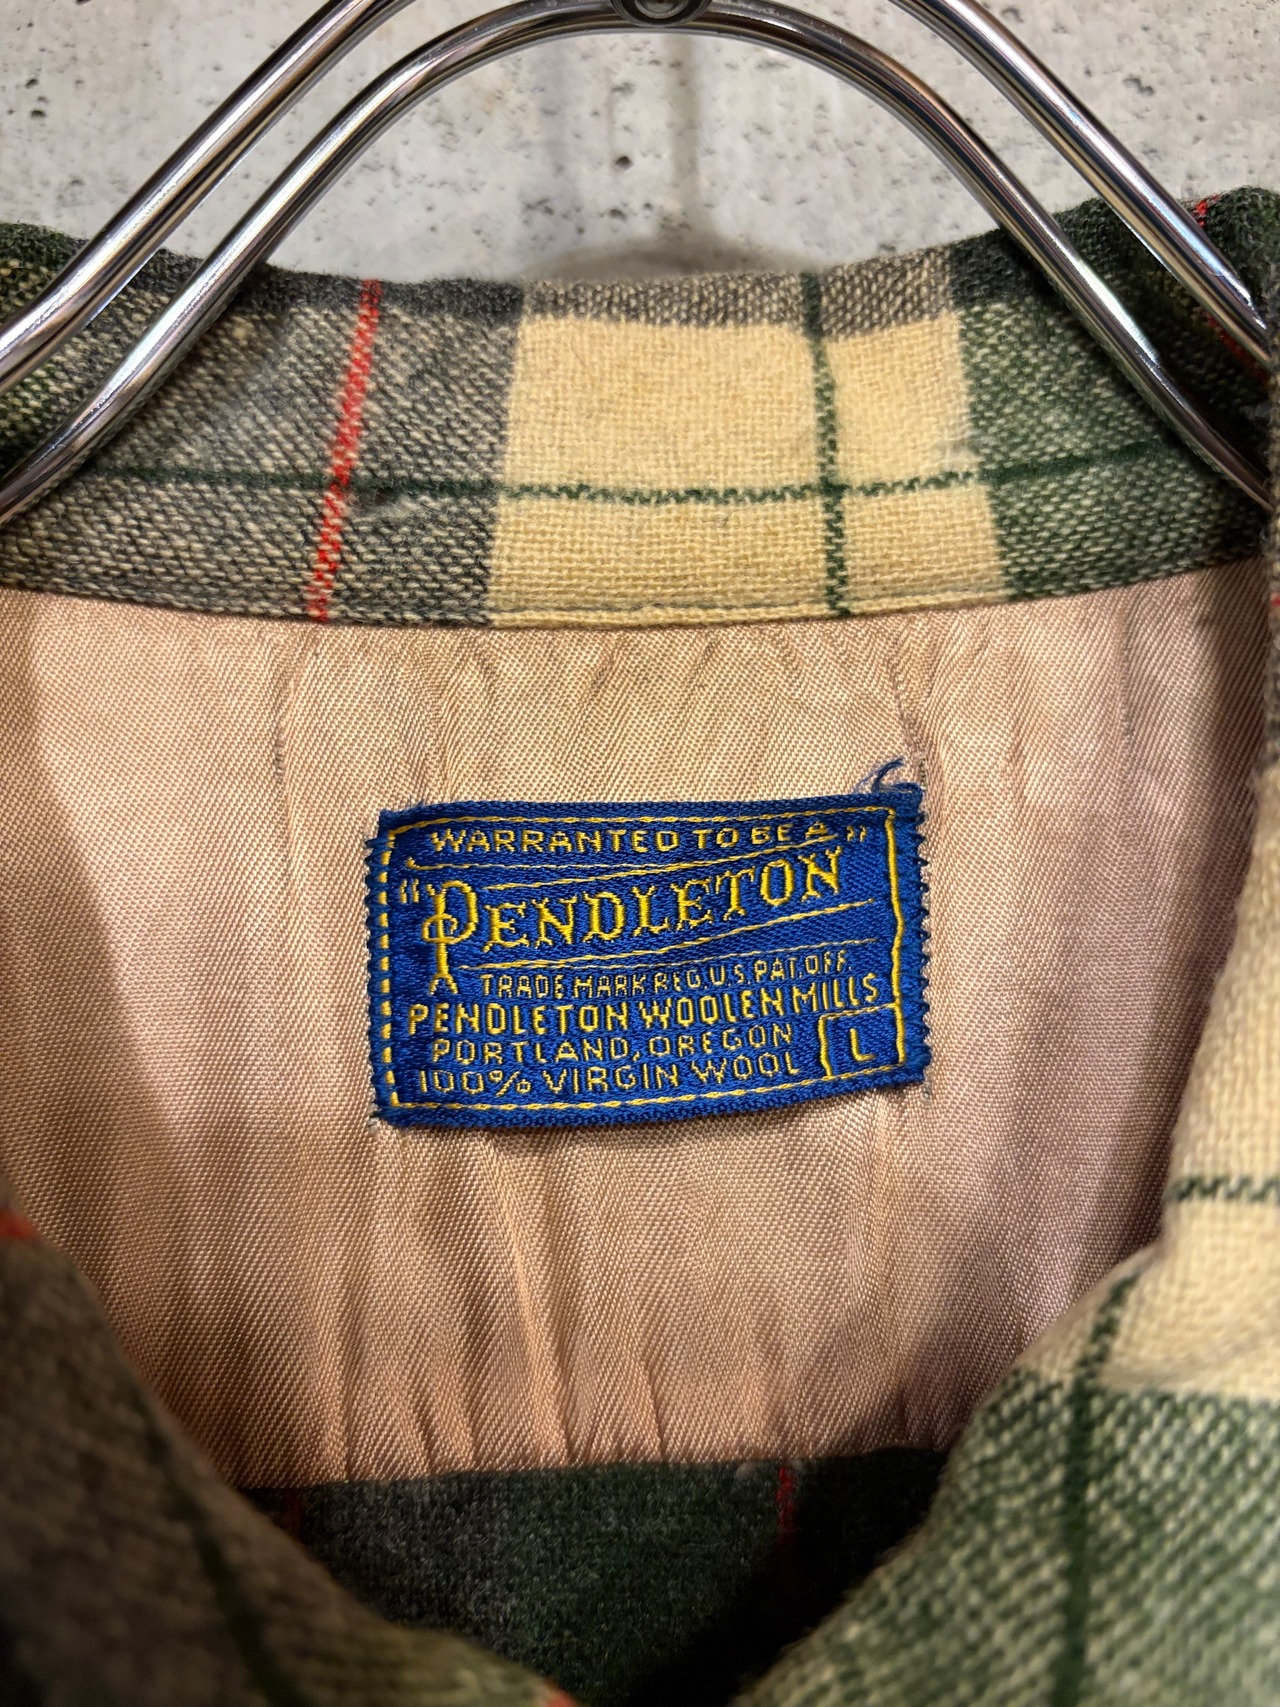 WARRANTED TO BE A
"PENDLETON"
TRADE MARK REG. U.S. PAT. OFF.
PENDLETON WOOLEN MILLS
PORTLAND, OREGON
100% VIRGIN WOOL
L